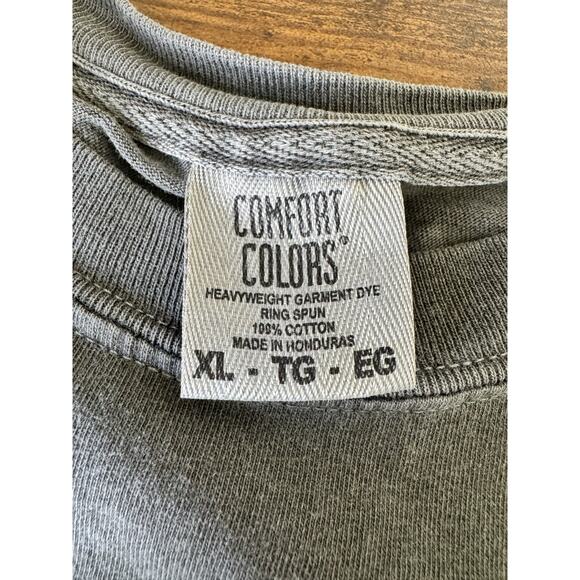 COMFORT
COLORS®
HEAVYWEIGHT GARMENT DYE
RING SPUN
100% COTTON
MADE IN HONDURAS
XL - TG - EG